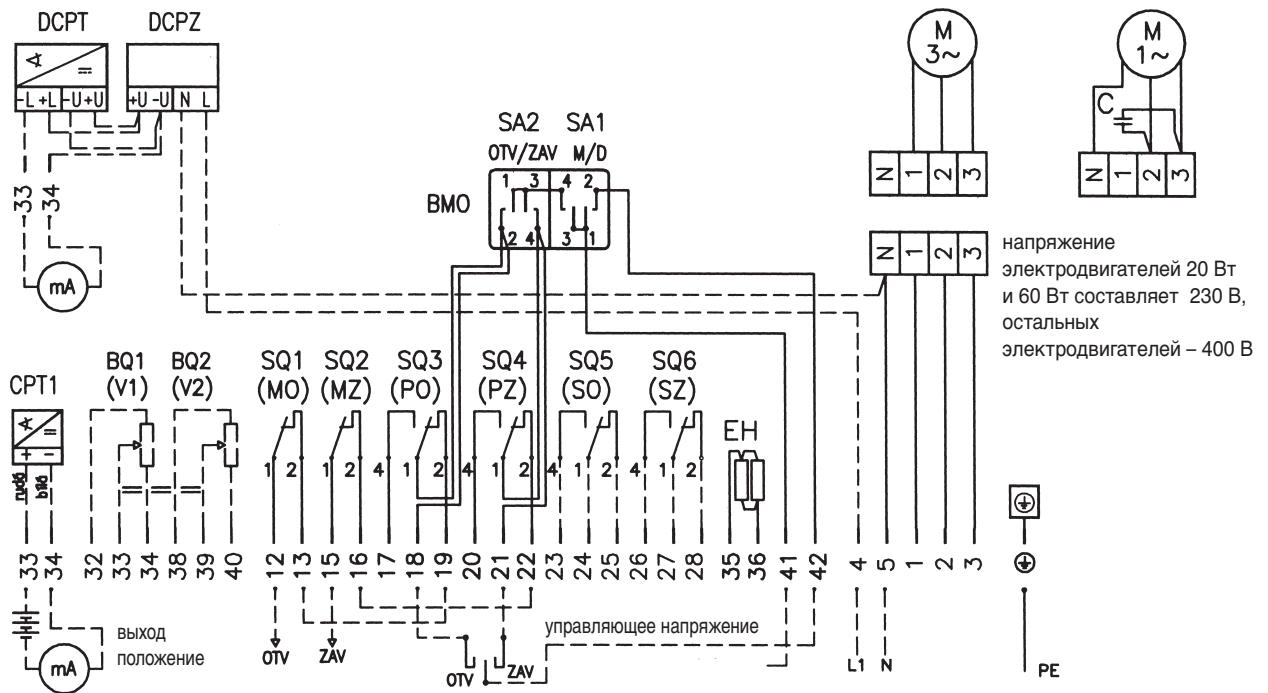 DCPT DCPZ
-L +L -U +U +U -U N L
33 34
mA
SA2 SA1
OTV/ZAV M/D
1 3 4 2
BMO
2 4 3 1
M 3~
M 1~
C
N 1 2 3
N 1 2 3
N 1 2 3
напряжение
электродвигателей 20 Вт
и 60 Вт составляет 230 В,
остальных
электродвигателей – 400 В
CPT1
+ -
rudá bílá
BQ1 (V1)
BQ2 (V2)
SQ1 (MO)
SQ2 (MZ)
SQ3 (PO)
SQ4 (PZ)
SQ5 (SO)
SQ6 (SZ)
EH
1 2 1 2 4 1 2 4 1 2 4 1 2 4 1 2
33 34 32 33 34 38 39 40 12 13 15 16 17 18 19 20 21 22 23 24 25 26 27 28 35 36 41 42 4 5 1 2 3
mA
выход
положение
OTV ZAV
OTV ZAV
управляющее напряжение
L1 N
PE